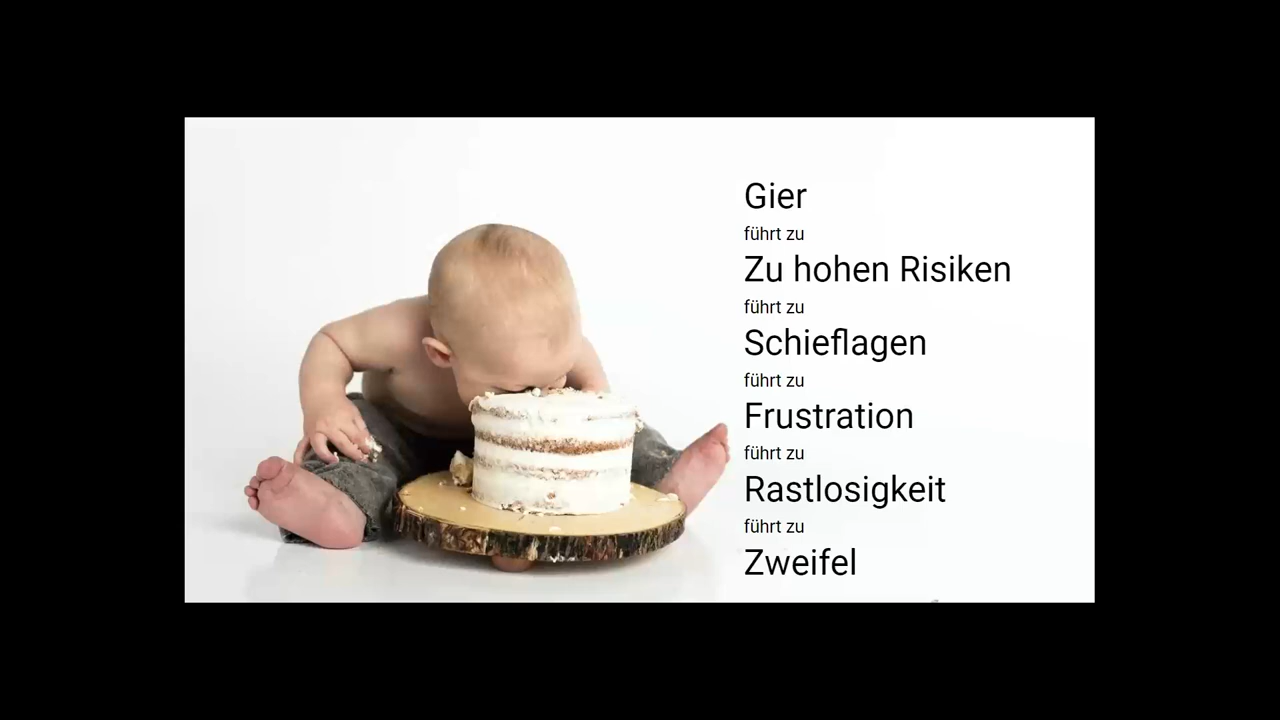 Gier
führt zu
Zu hohen Risiken
führt zu
Schieflagen
führt zu
Frustration
führt zu
Rastlosigkeit
führt zu
Zweifel